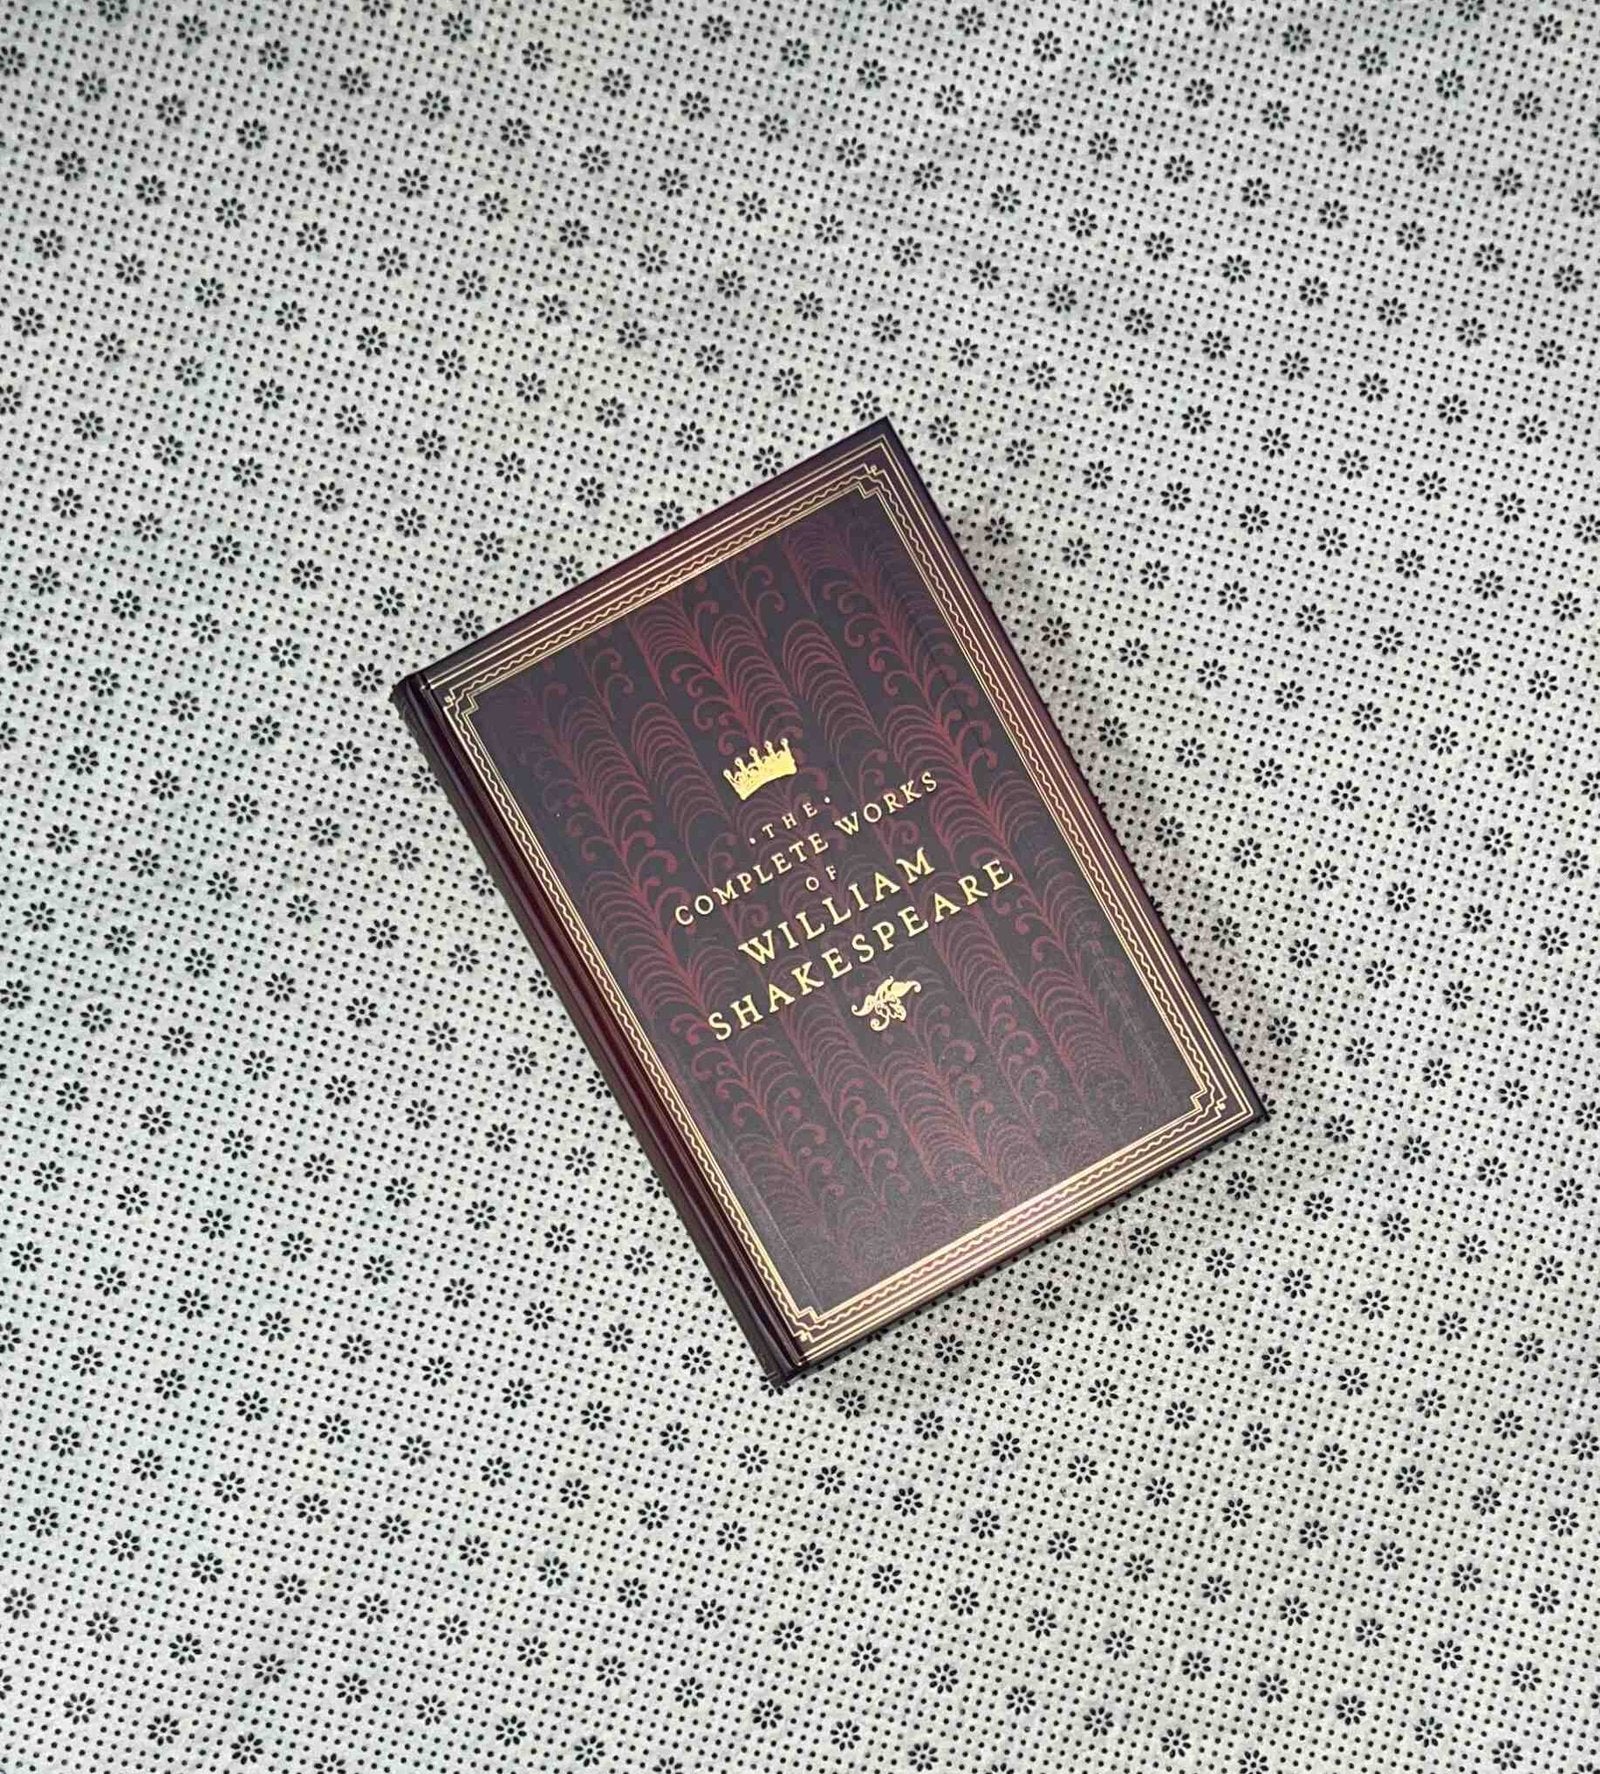 · THE ·
COMPLETE WORKS
OF
WILLIAM
SHAKESPEARE